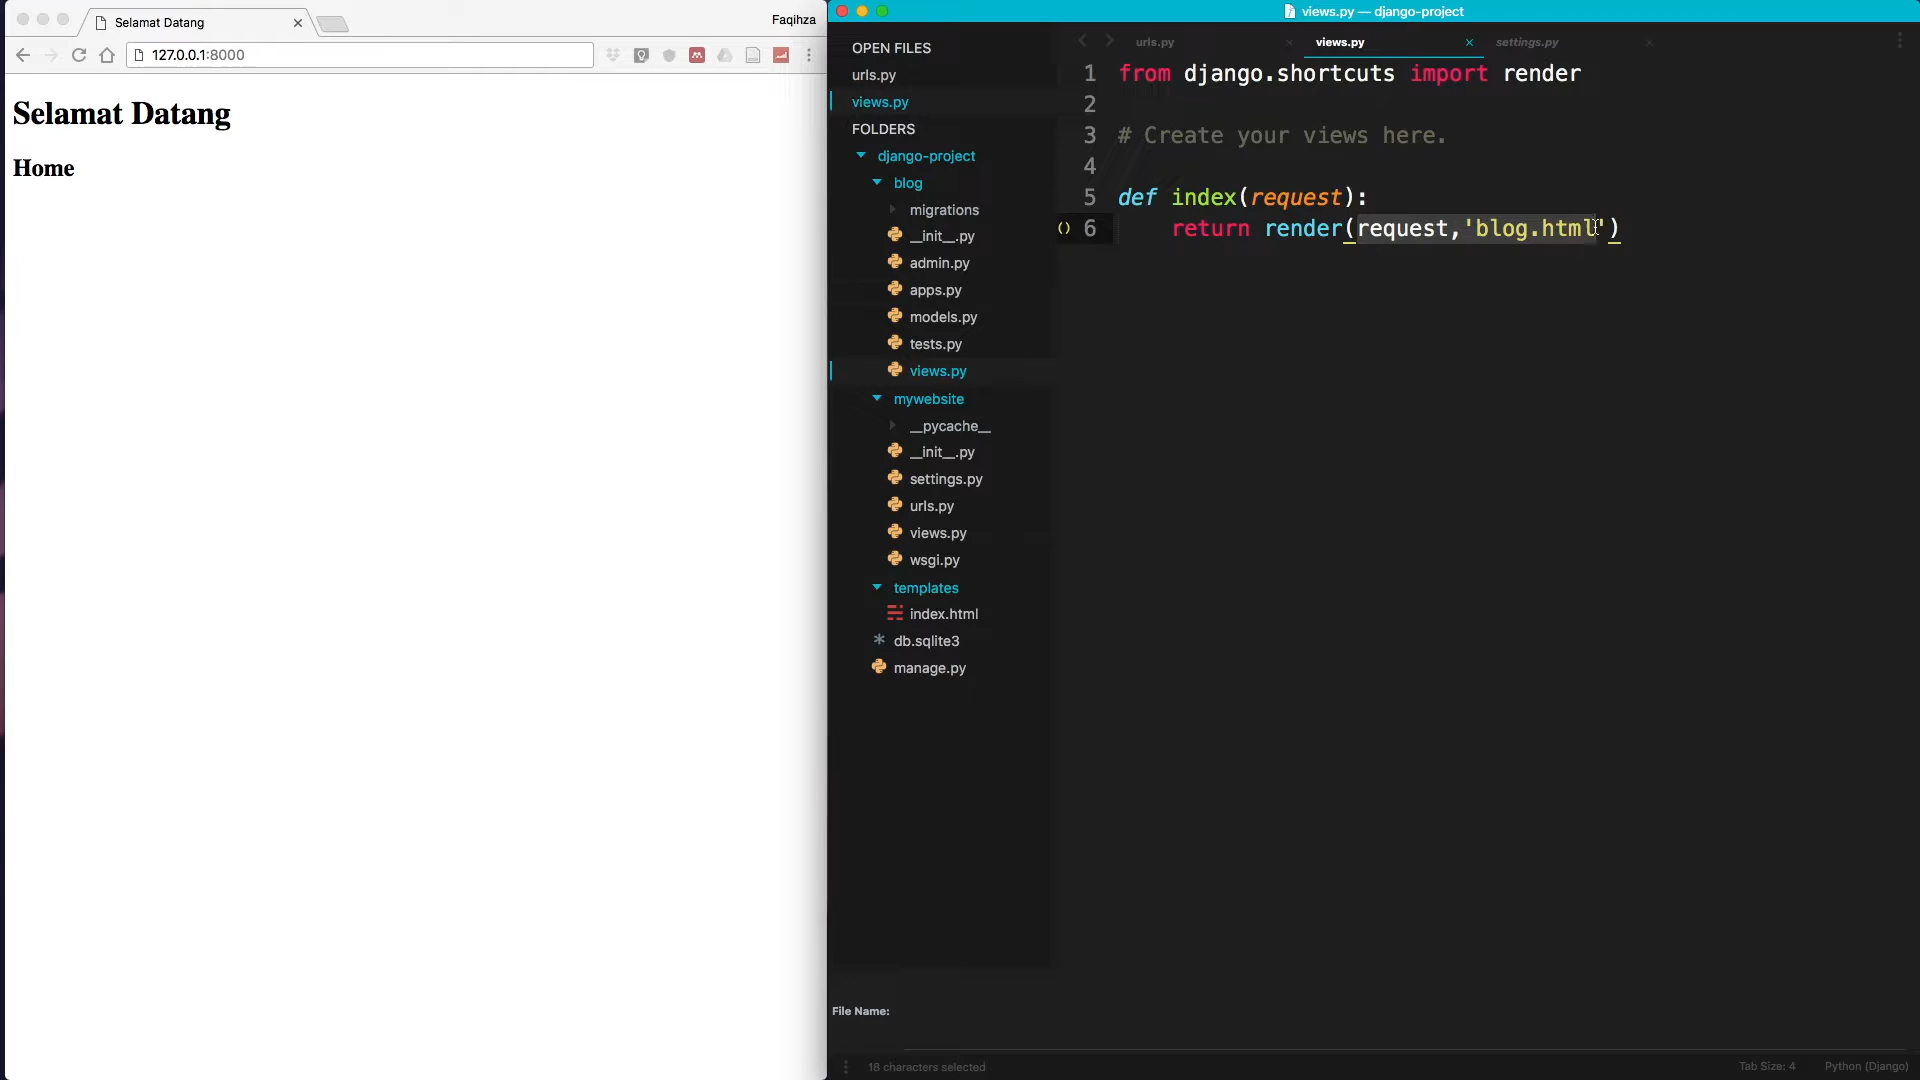 Selamat Datang
Faqihza
127.0.0.1:8000
Selamat Datang
Home
views.py — django-project
OPEN FILES
urls.py
views.py
FOLDERS
django-project
blog
migrations
__init__.py
admin.py
apps.py
models.py
tests.py
views.py
mywebsite
__pycache__
__init__.py
settings.py
urls.py
views.py
wsgi.py
templates
index.html
db.sqlite3
manage.py
urls.py
views.py
settings.py
1 from django.shortcuts import render
2
3 # Create your views here.
4
5 def index(request):
() 6 return render(request,'blog.html')
File Name:
18 characters selected
Tab Size: 4
Python (Django)